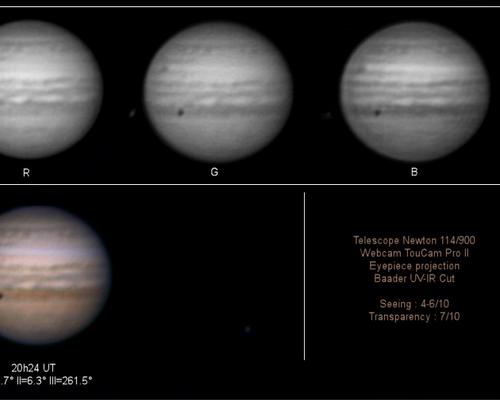 R
G
B
Telescope Newton 114/900
Webcam TouCam Pro II
Eyepiece projection
Baader UV-IR Cut
Seeing : 4-6/10
Transparency : 7/10
20h24 UT
.7° II=6.3° III=261.5°